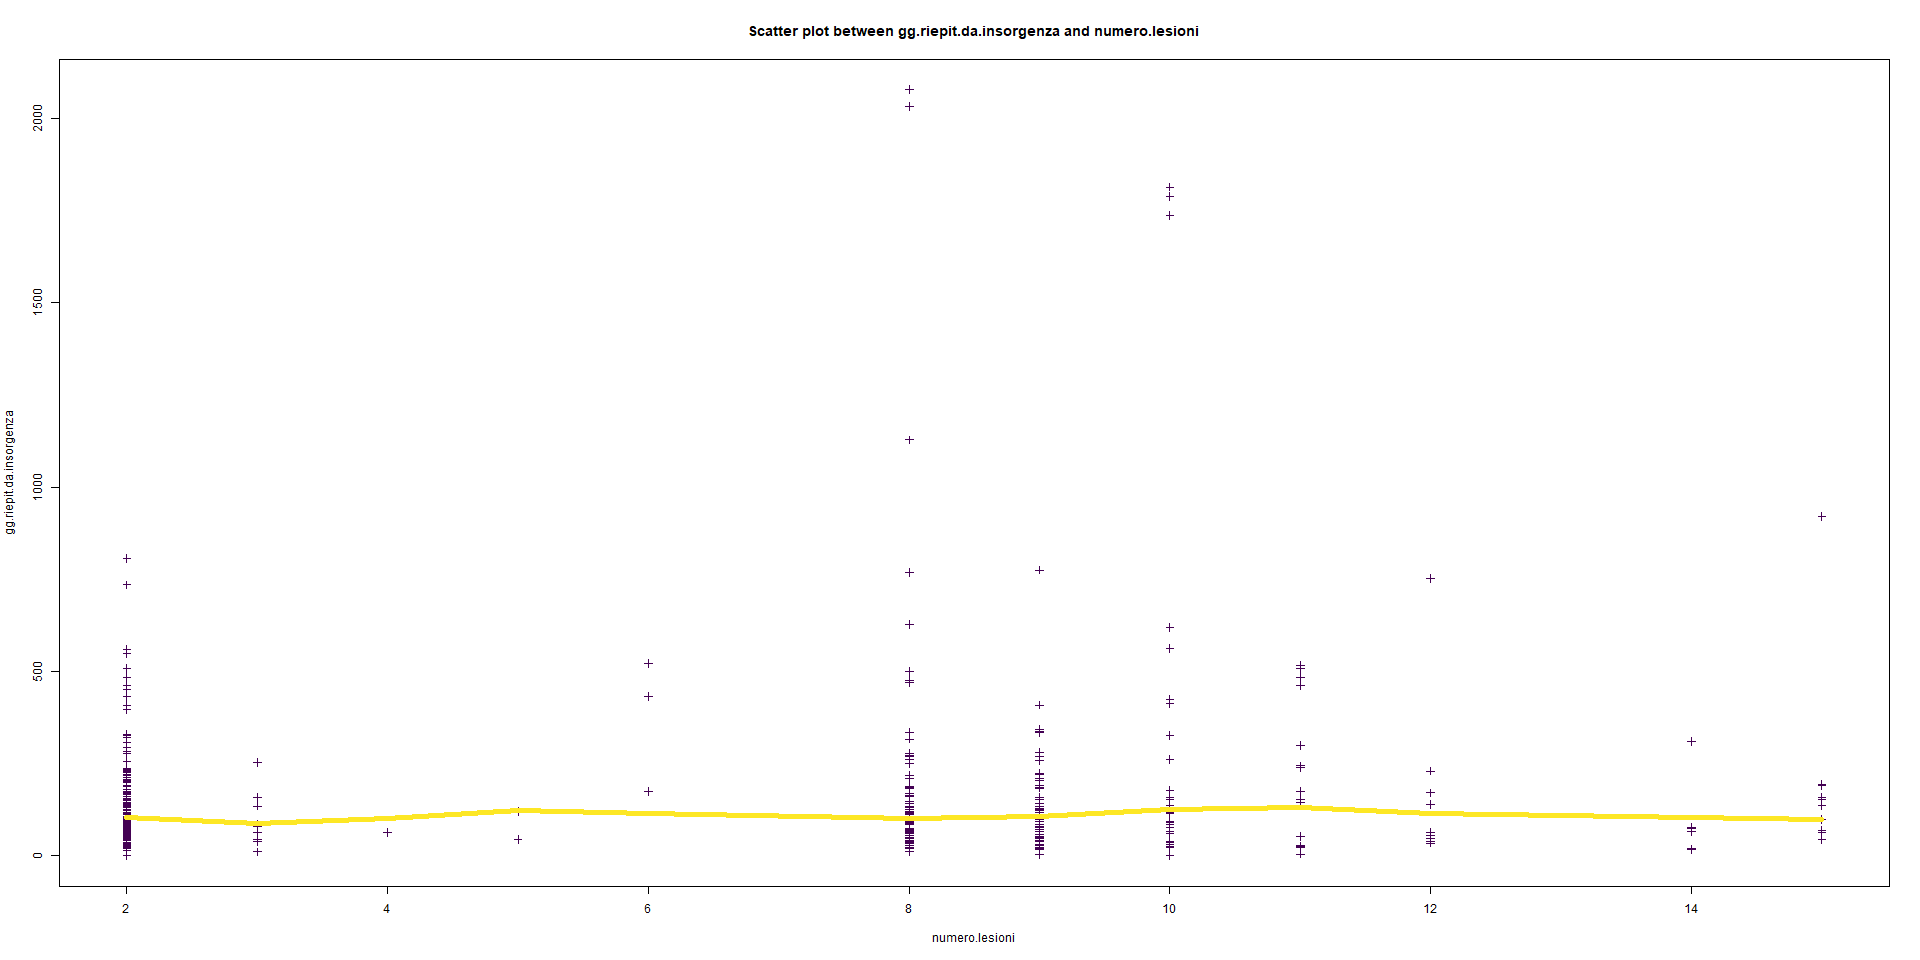 Scatter plot between gg.riepit.da.insorgenza and numero.lesioni
gg.riepit.da.insorgenza
2000
1500
1000
500
0
2 4 6 8 10 12 14
numero.lesioni